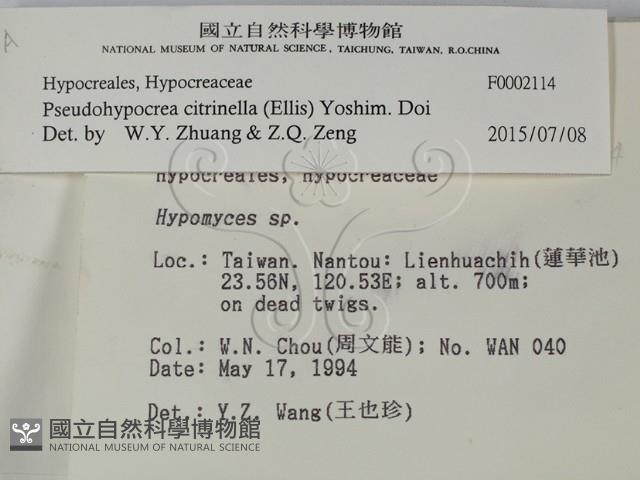 國立自然科學博物館
NATIONAL MUSEUM OF NATURAL SCIENCE, TAICHUNG, TAIWAN, R.O.CHINA
Hypocreales, Hypocreaceae F0002114
Pseudohypocrea citrinella (Ellis) Yoshim. Doi
Det. by W.Y. Zhuang & Z.Q. Zeng 2015/07/08
Hypocreales, Hypocreaceae
Hypomyces sp.
Loc.: Taiwan. Nantou: Lienhuachih(蓮華池)
23.56N, 120.53E; alt. 700m;
on dead twigs.
Col.: W.N. Chou(周文能); No. WAN 040
Date: May 17, 1994
Det.: Y.Z. Wang(王也珍)
國立自然科學博物館
NATIONAL MUSEUM OF NATURAL SCIENCE